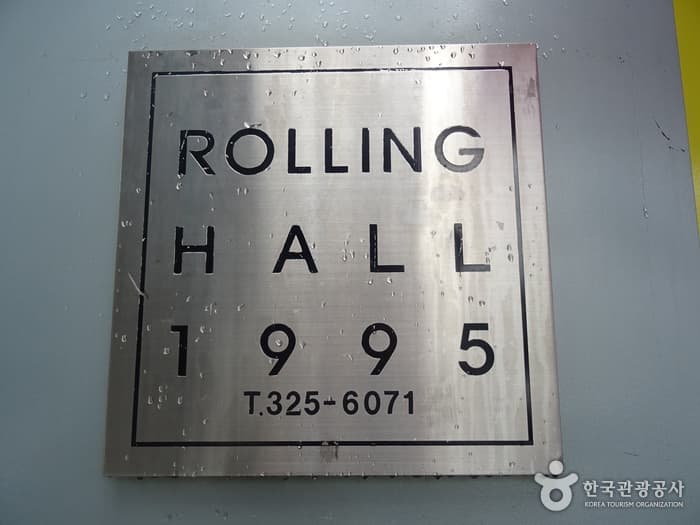 ROLLING
HALL
1995
T.325-6071
한국관광공사
KOREA TOURISM ORGANIZATION